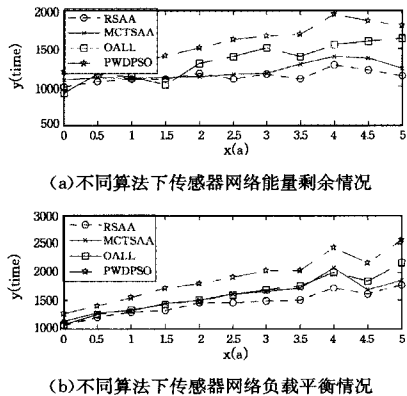 2000
1500
1000
500
y(time)
RSAA
MCTSAA
OALL
PWDPSO
0 0.5 1 1.5 2 2.5 3 3.5 4 4.5 5
x(a)
(a)不同算法下传感器网络能量剩余情况
3000
2500
2000
1500
1000
y(time)
RSAA
MCTSAA
OALL
PWDPSO
0 0.5 1 1.5 2 2.5 3 3.5 4 4.5 5
x(a)
(b)不同算法下传感器网络负载平衡情况